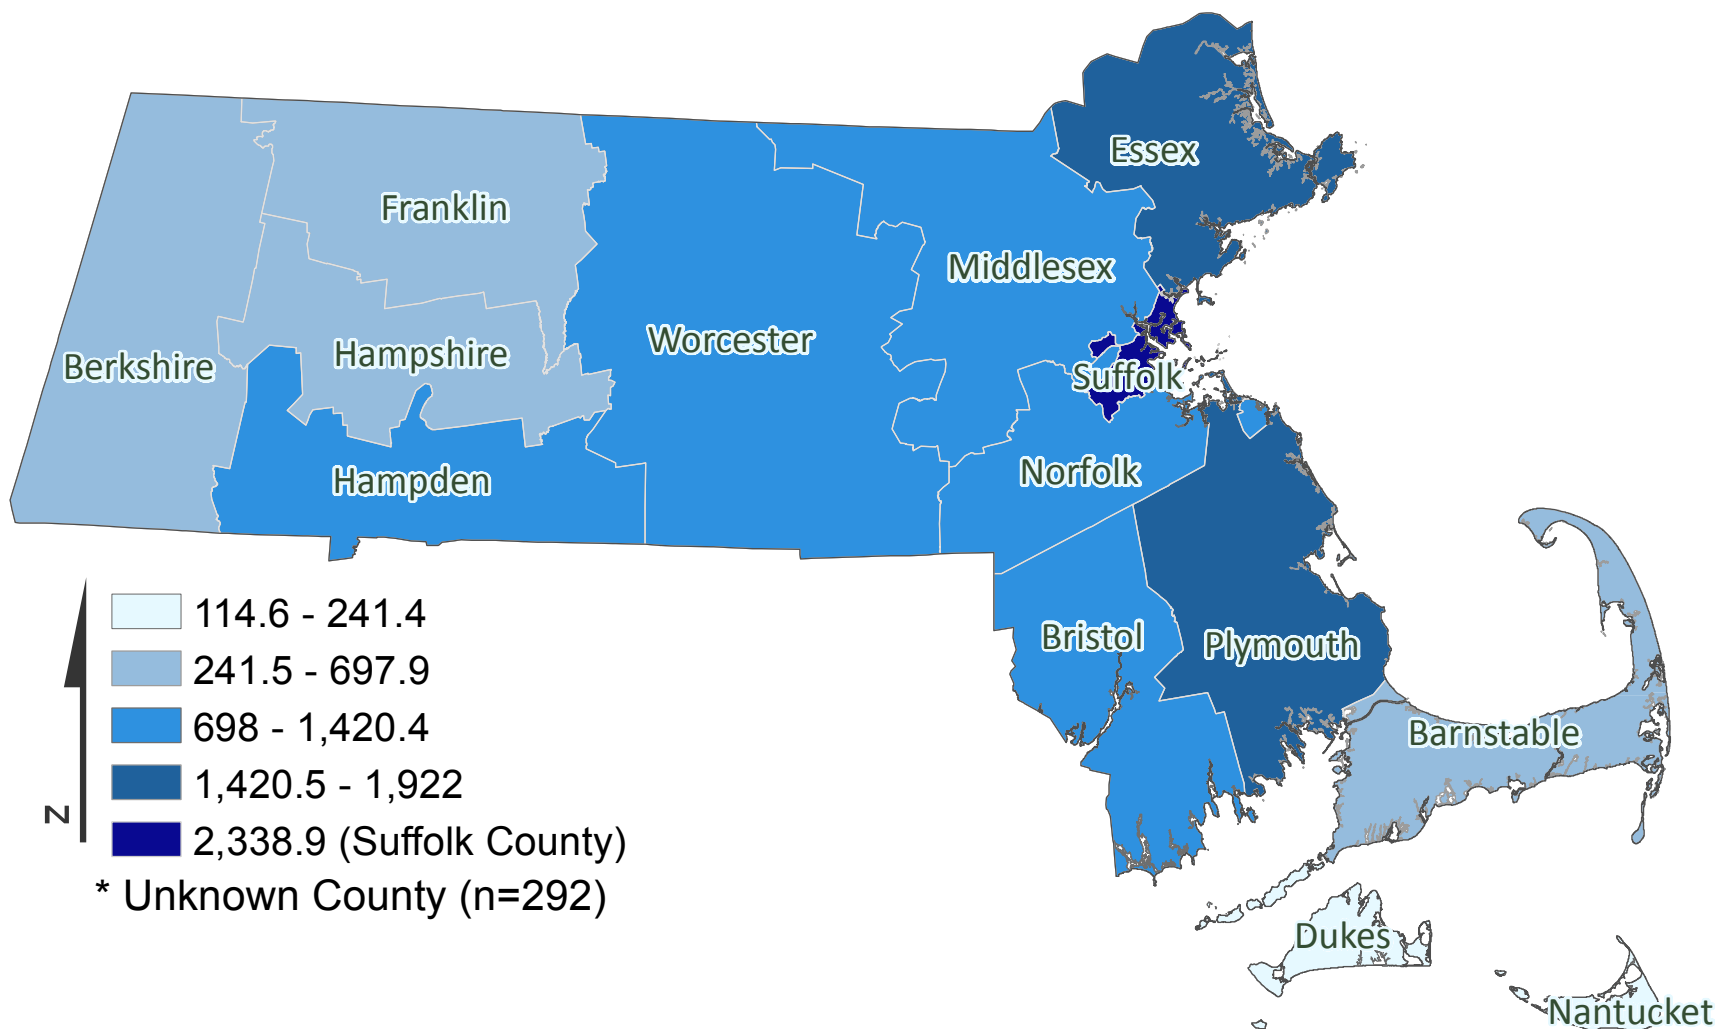 Essex
Franklin
Middlesex
Worcester
Hampshire
Berkshire
Suffolk
Norfolk
Hampden
Bristol
Plymouth
Barnstable
Dukes
Nantucket
114.6 - 241.4
241.5 - 697.9
698 - 1,420.4
1,420.5 - 1,922
2,338.9 (Suffolk County)
* Unknown County (n=292)
N